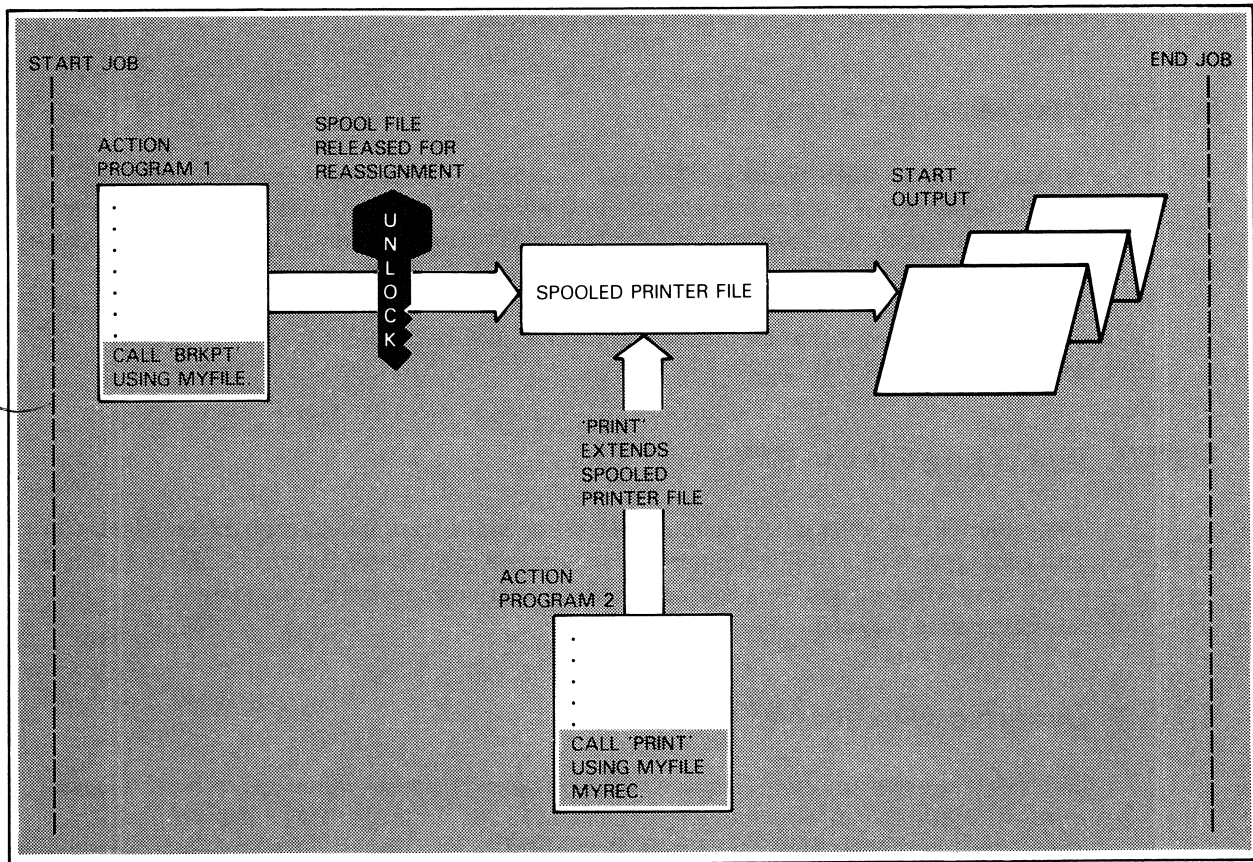 START JOB
END JOB
ACTION
PROGRAM 1
CALL 'BRKPT'
USING MYFILE.
SPOOL FILE
RELEASED FOR
REASSIGNMENT
UNLOCK
SPOOLED PRINTER FILE
START
OUTPUT
'PRINT'
EXTENDS
SPOOLED
PRINTER FILE
ACTION
PROGRAM 2
CALL 'PRINT'
USING MYFILE
MYREC.